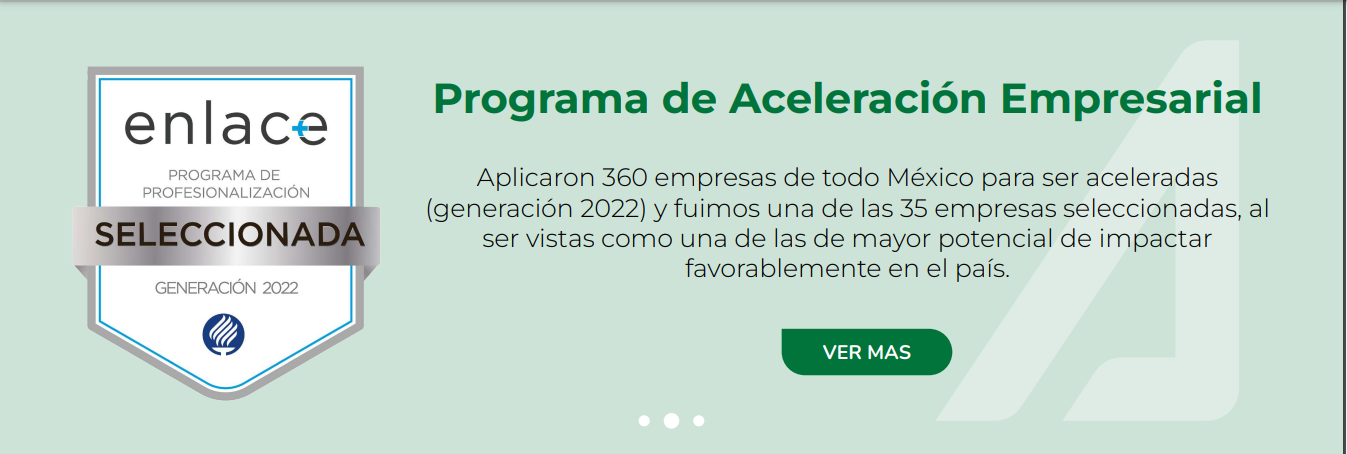 enlace
PROGRAMA DE
PROFESIONALIZACIÓN
SELECCIONADA
GENERACIÓN 2022
Programa de Aceleración Empresarial
Aplicaron 360 empresas de todo México para ser aceleradas
(generación 2022) y fuimos una de las 35 empresas seleccionadas, al
ser vistas como una de las de mayor potencial de impactar
favorablemente en el país.
VER MAS